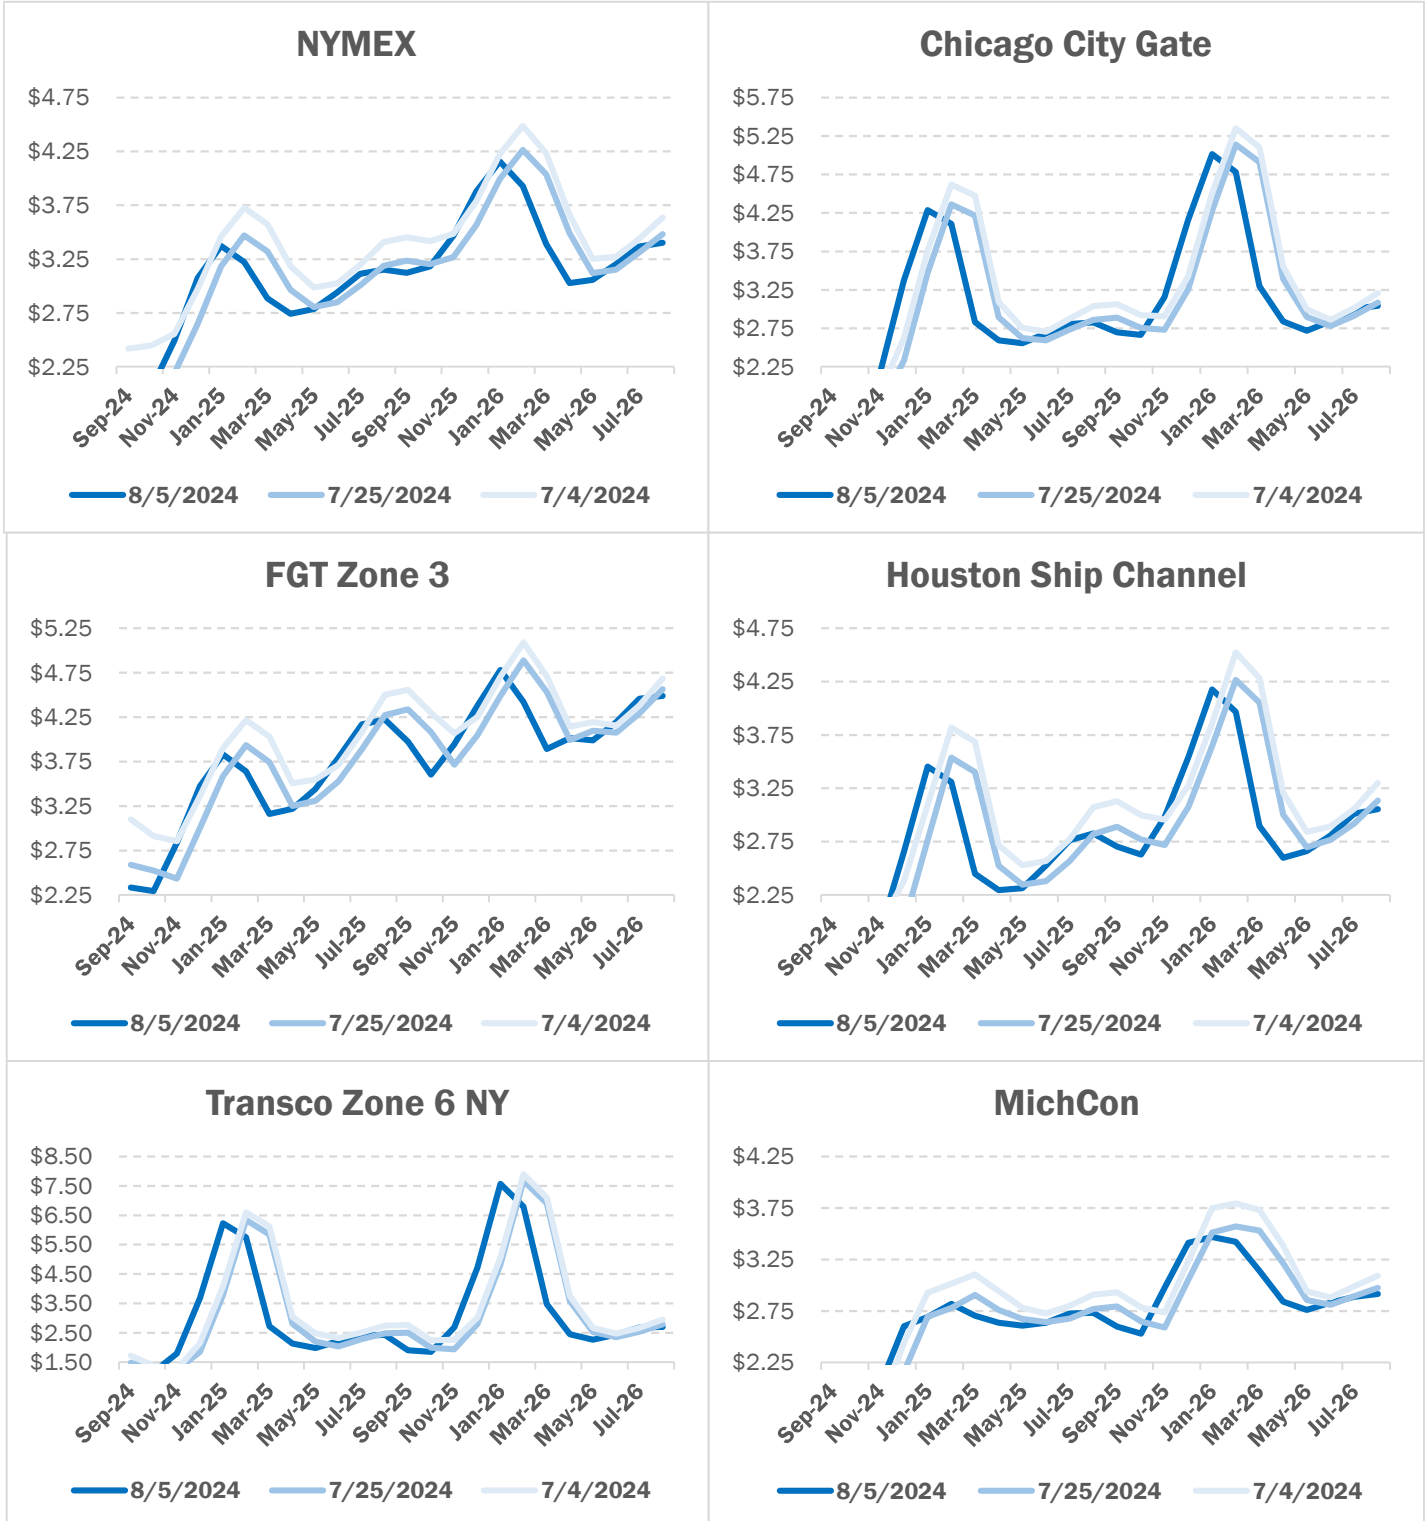 NYMEX
$4.75
$4.25
$3.75
$3.25
$2.75
$2.25
Sep-24
Nov-24
Jan-25
Mar-25
May-25
Jul-25
Sep-25
Nov-25
Jan-26
Mar-26
May-26
Jul-26
8/5/2024 7/25/2024 7/4/2024
Chicago City Gate
$5.75
$5.25
$4.75
$4.25
$3.75
$3.25
$2.75
$2.25
Sep-24
Nov-24
Jan-25
Mar-25
May-25
Jul-25
Sep-25
Nov-25
Jan-26
Mar-26
May-26
Jul-26
8/5/2024 7/25/2024 7/4/2024
FGT Zone 3
$5.25
$4.75
$4.25
$3.75
$3.25
$2.75
$2.25
Sep-24
Nov-24
Jan-25
Mar-25
May-25
Jul-25
Sep-25
Nov-25
Jan-26
Mar-26
May-26
Jul-26
8/5/2024 7/25/2024 7/4/2024
Houston Ship Channel
$4.75
$4.25
$3.75
$3.25
$2.75
$2.25
Sep-24
Nov-24
Jan-25
Mar-25
May-25
Jul-25
Sep-25
Nov-25
Jan-26
Mar-26
May-26
Jul-26
8/5/2024 7/25/2024 7/4/2024
Transco Zone 6 NY
$8.50
$7.50
$6.50
$5.50
$4.50
$3.50
$2.50
$1.50
Sep-24
Nov-24
Jan-25
Mar-25
May-25
Jul-25
Sep-25
Nov-25
Jan-26
Mar-26
May-26
Jul-26
8/5/2024 7/25/2024 7/4/2024
MichCon
$4.25
$3.75
$3.25
$2.75
$2.25
Sep-24
Nov-24
Jan-25
Mar-25
May-25
Jul-25
Sep-25
Nov-25
Jan-26
Mar-26
May-26
Jul-26
8/5/2024 7/25/2024 7/4/2024